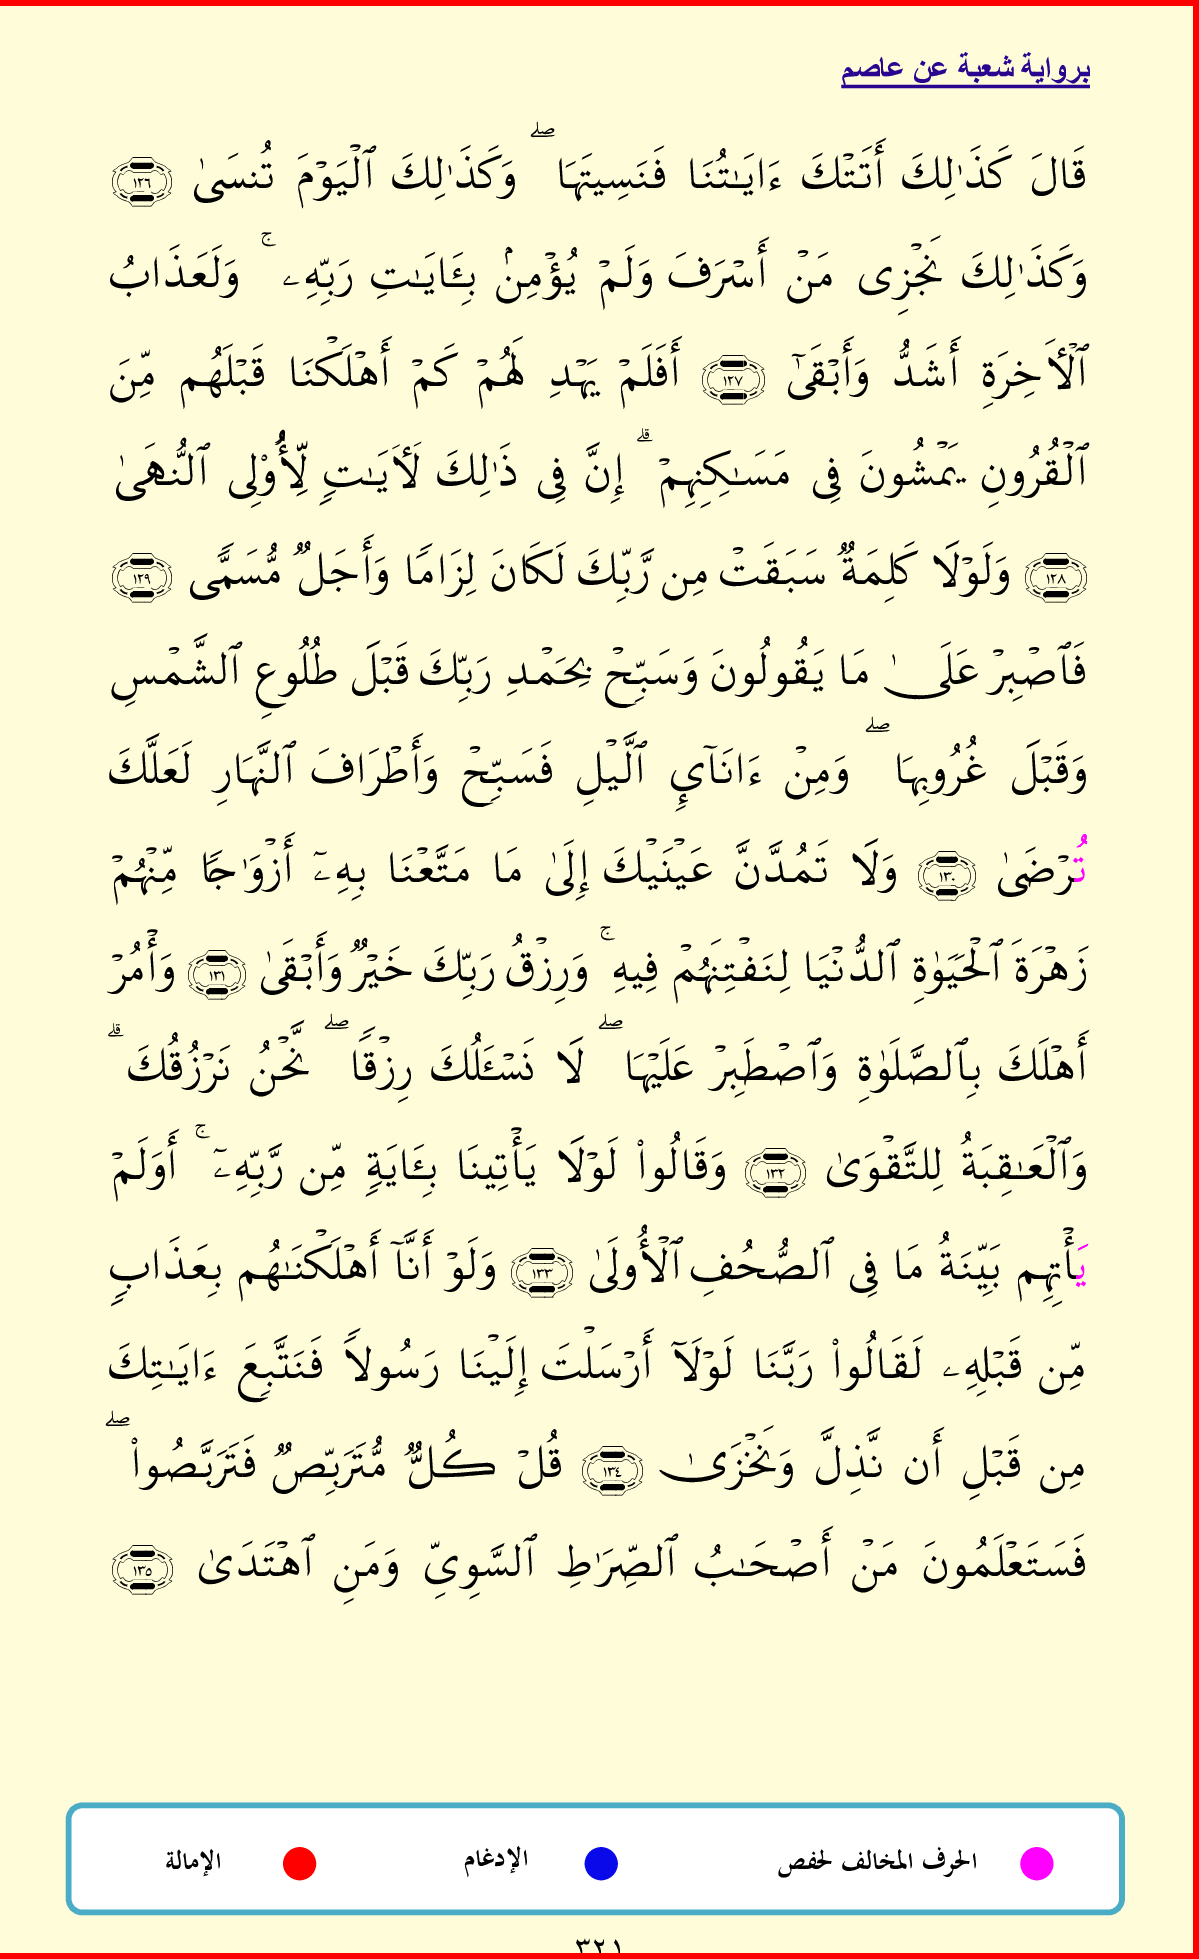 برواية شعبة عن عاصم
قَالَ كَذَٰلِكَ أَتَتْكَ ءَايَـٰتُنَا فَنَسِيتَهَا ۖ وَكَذَٰلِكَ ٱلْيَوْمَ تُنسَىٰ ١٢٦
وَكَذَٰلِكَ نَجْزِى مَنْ أَسْرَفَ وَلَمْ يُؤْمِنۢ بِـَٔايَـٰتِ رَبِّهِۦ ۚ وَلَعَذَابُ
ٱلْـَٔاخِرَةِ أَشَدُّ وَأَبْقَىٰٓ ١٢٧ أَفَلَمْ يَهْدِ لَهُمْ كَمْ أَهْلَكْنَا قَبْلَهُم مِّنَ
ٱلْقُرُونِ يَمْشُونَ فِى مَسَـٰكِنِهِمْ ۗ إِنَّ فِى ذَٰلِكَ لَـَٔايَـٰتٍ لِّأُو۟لِى ٱلنُّهَىٰ
١٢٨ وَلَوْلَا كَلِمَةٌ سَبَقَتْ مِن رَّبِّكَ لَكَانَ لِزَامًا وَأَجَلٌ مُّسَمًّى ١٢٩
فَٱصْبِرْ عَلَىٰ مَا يَقُولُونَ وَسَبِّحْ بِحَمْدِ رَبِّكَ قَبْلَ طُلُوعِ ٱلشَّمْسِ
وَقَبْلَ غُرُوبِهَا ۖ وَمِنْ ءَانَآئِ ٱلَّيْلِ فَسَبِّحْ وَأَطْرَافَ ٱلنَّهَارِ لَعَلَّكَ
تُرْضَىٰ ١٣٠ وَلَا تَمُدَّنَّ عَيْنَيْكَ إِلَىٰ مَا مَتَّعْنَا بِهِۦٓ أَزْوَٰجًا مِّنْهُمْ
زَهْرَةَ ٱلْحَيَوٰةِ ٱلدُّنْيَا لِنَفْتِنَهُمْ فِيهِ ۚ وَرِزْقُ رَبِّكَ خَيْرٌ وَأَبْقَىٰ ١٣١ وَأْمُرْ
أَهْلَكَ بِٱلصَّلَوٰةِ وَٱصْطَبِرْ عَلَيْهَا ۖ لَا نَسْـَٔلُكَ رِزْقًا ۖ نَّحْنُ نَرْزُقُكَ ۗ
وَٱلْعَـٰقِبَةُ لِلتَّقْوَىٰ ١٣٢ وَقَالُوا۟ لَوْلَا يَأْتِينَا بِـَٔايَةٍ مِّن رَّبِّهِۦٓ ۚ أَوَلَمْ
يَأْتِهِم بَيِّنَةُ مَا فِى ٱلصُّحُفِ ٱلْأُولَىٰ ١٣٣ وَلَوْ أَنَّآ أَهْلَكْنَـٰهُم بِعَذَابٍ
مِّن قَبْلِهِۦ لَقَالُوا۟ رَبَّنَا لَوْلَآ أَرْسَلْتَ إِلَيْنَا رَسُولًا فَنَتَّبِعَ ءَايَـٰتِكَ
مِن قَبْلِ أَن نَّذِلَّ وَنَخْزَىٰ ١٣٤ قُلْ كُلٌّ مُّتَرَبِّصٌ فَتَرَبَّصُوا۟ ۖ
فَسَتَعْلَمُونَ مَنْ أَصْحَـٰبُ ٱلصِّرَٰطِ ٱلسَّوِىِّ وَمَنِ ٱهْتَدَىٰ ١٣٥
الحرف المخالف لحفص الإدغام الإمالة
٣٢١